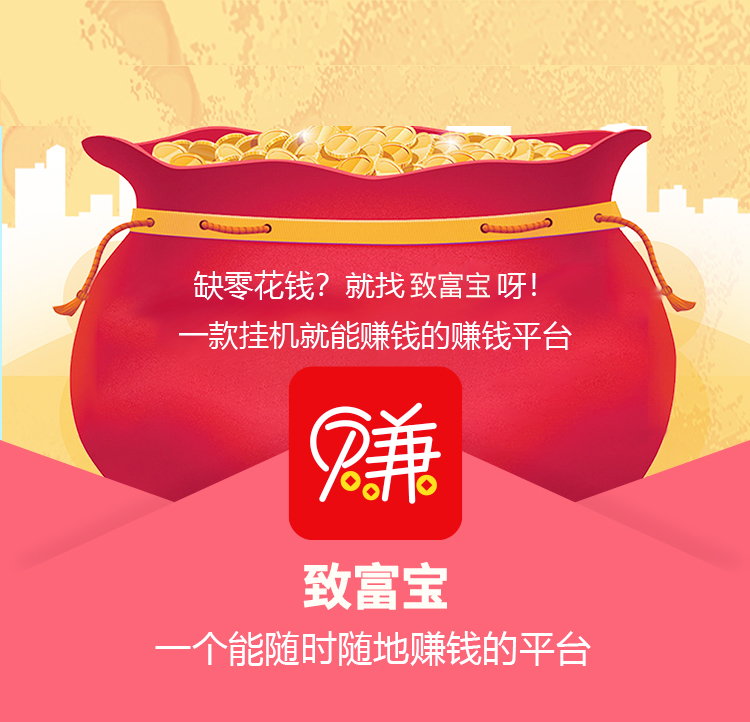 缺零花钱？就找 致富宝 呀！
一款挂机就能赚钱的赚钱平台
赚
致富宝
一个能随时随地赚钱的平台